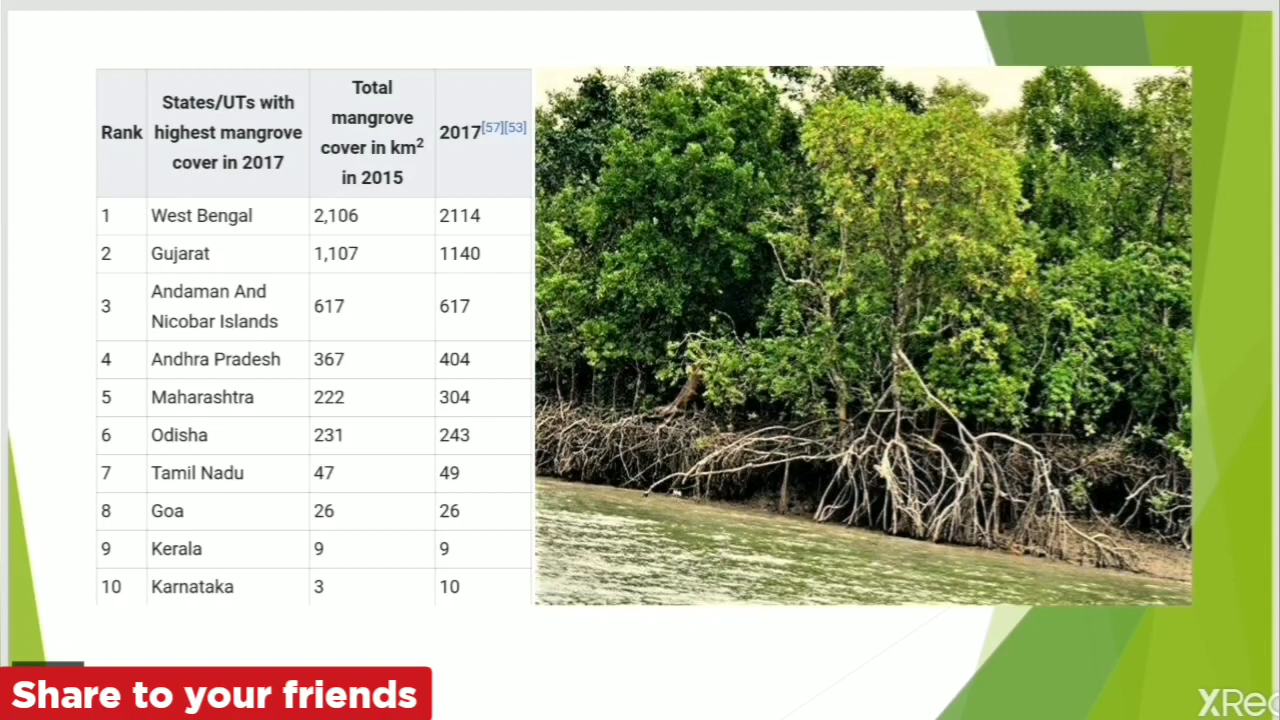 Rank States/UTs with highest mangrove cover in 2017 Total mangrove cover in km² in 2015 2017[57][53]
1 West Bengal 2,106 2114
2 Gujarat 1,107 1140
3 Andaman And Nicobar Islands 617 617
4 Andhra Pradesh 367 404
5 Maharashtra 222 304
6 Odisha 231 243
7 Tamil Nadu 47 49
8 Goa 26 26
9 Kerala 9 9
10 Karnataka 3 10
Share to your friends
XRec